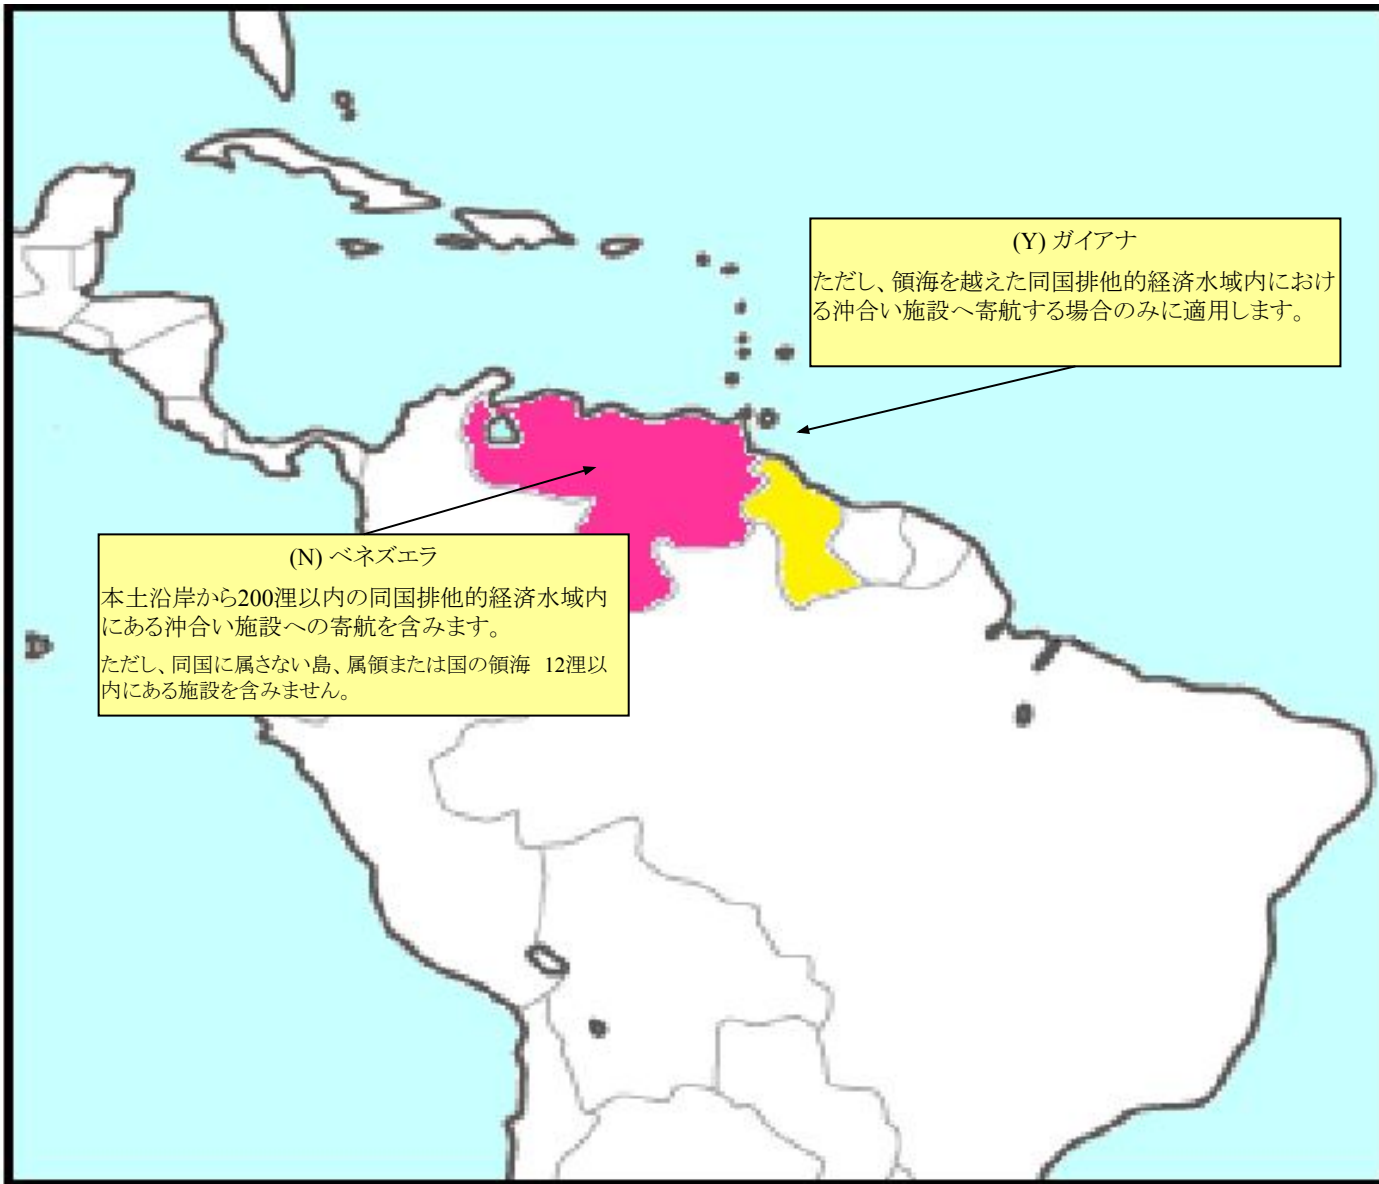 (Y) ガイアナ
ただし、領海を越えた同国排他的経済水域内におけ
る沖合い施設へ寄航する場合のみに適用します。
(N) ベネズエラ
本土沿岸から200浬以内の同国排他的経済水域内
にある沖合い施設への寄航を含みます。
ただし、同国に属さない島、属領または国の領海　12浬以
内にある施設を含みません。